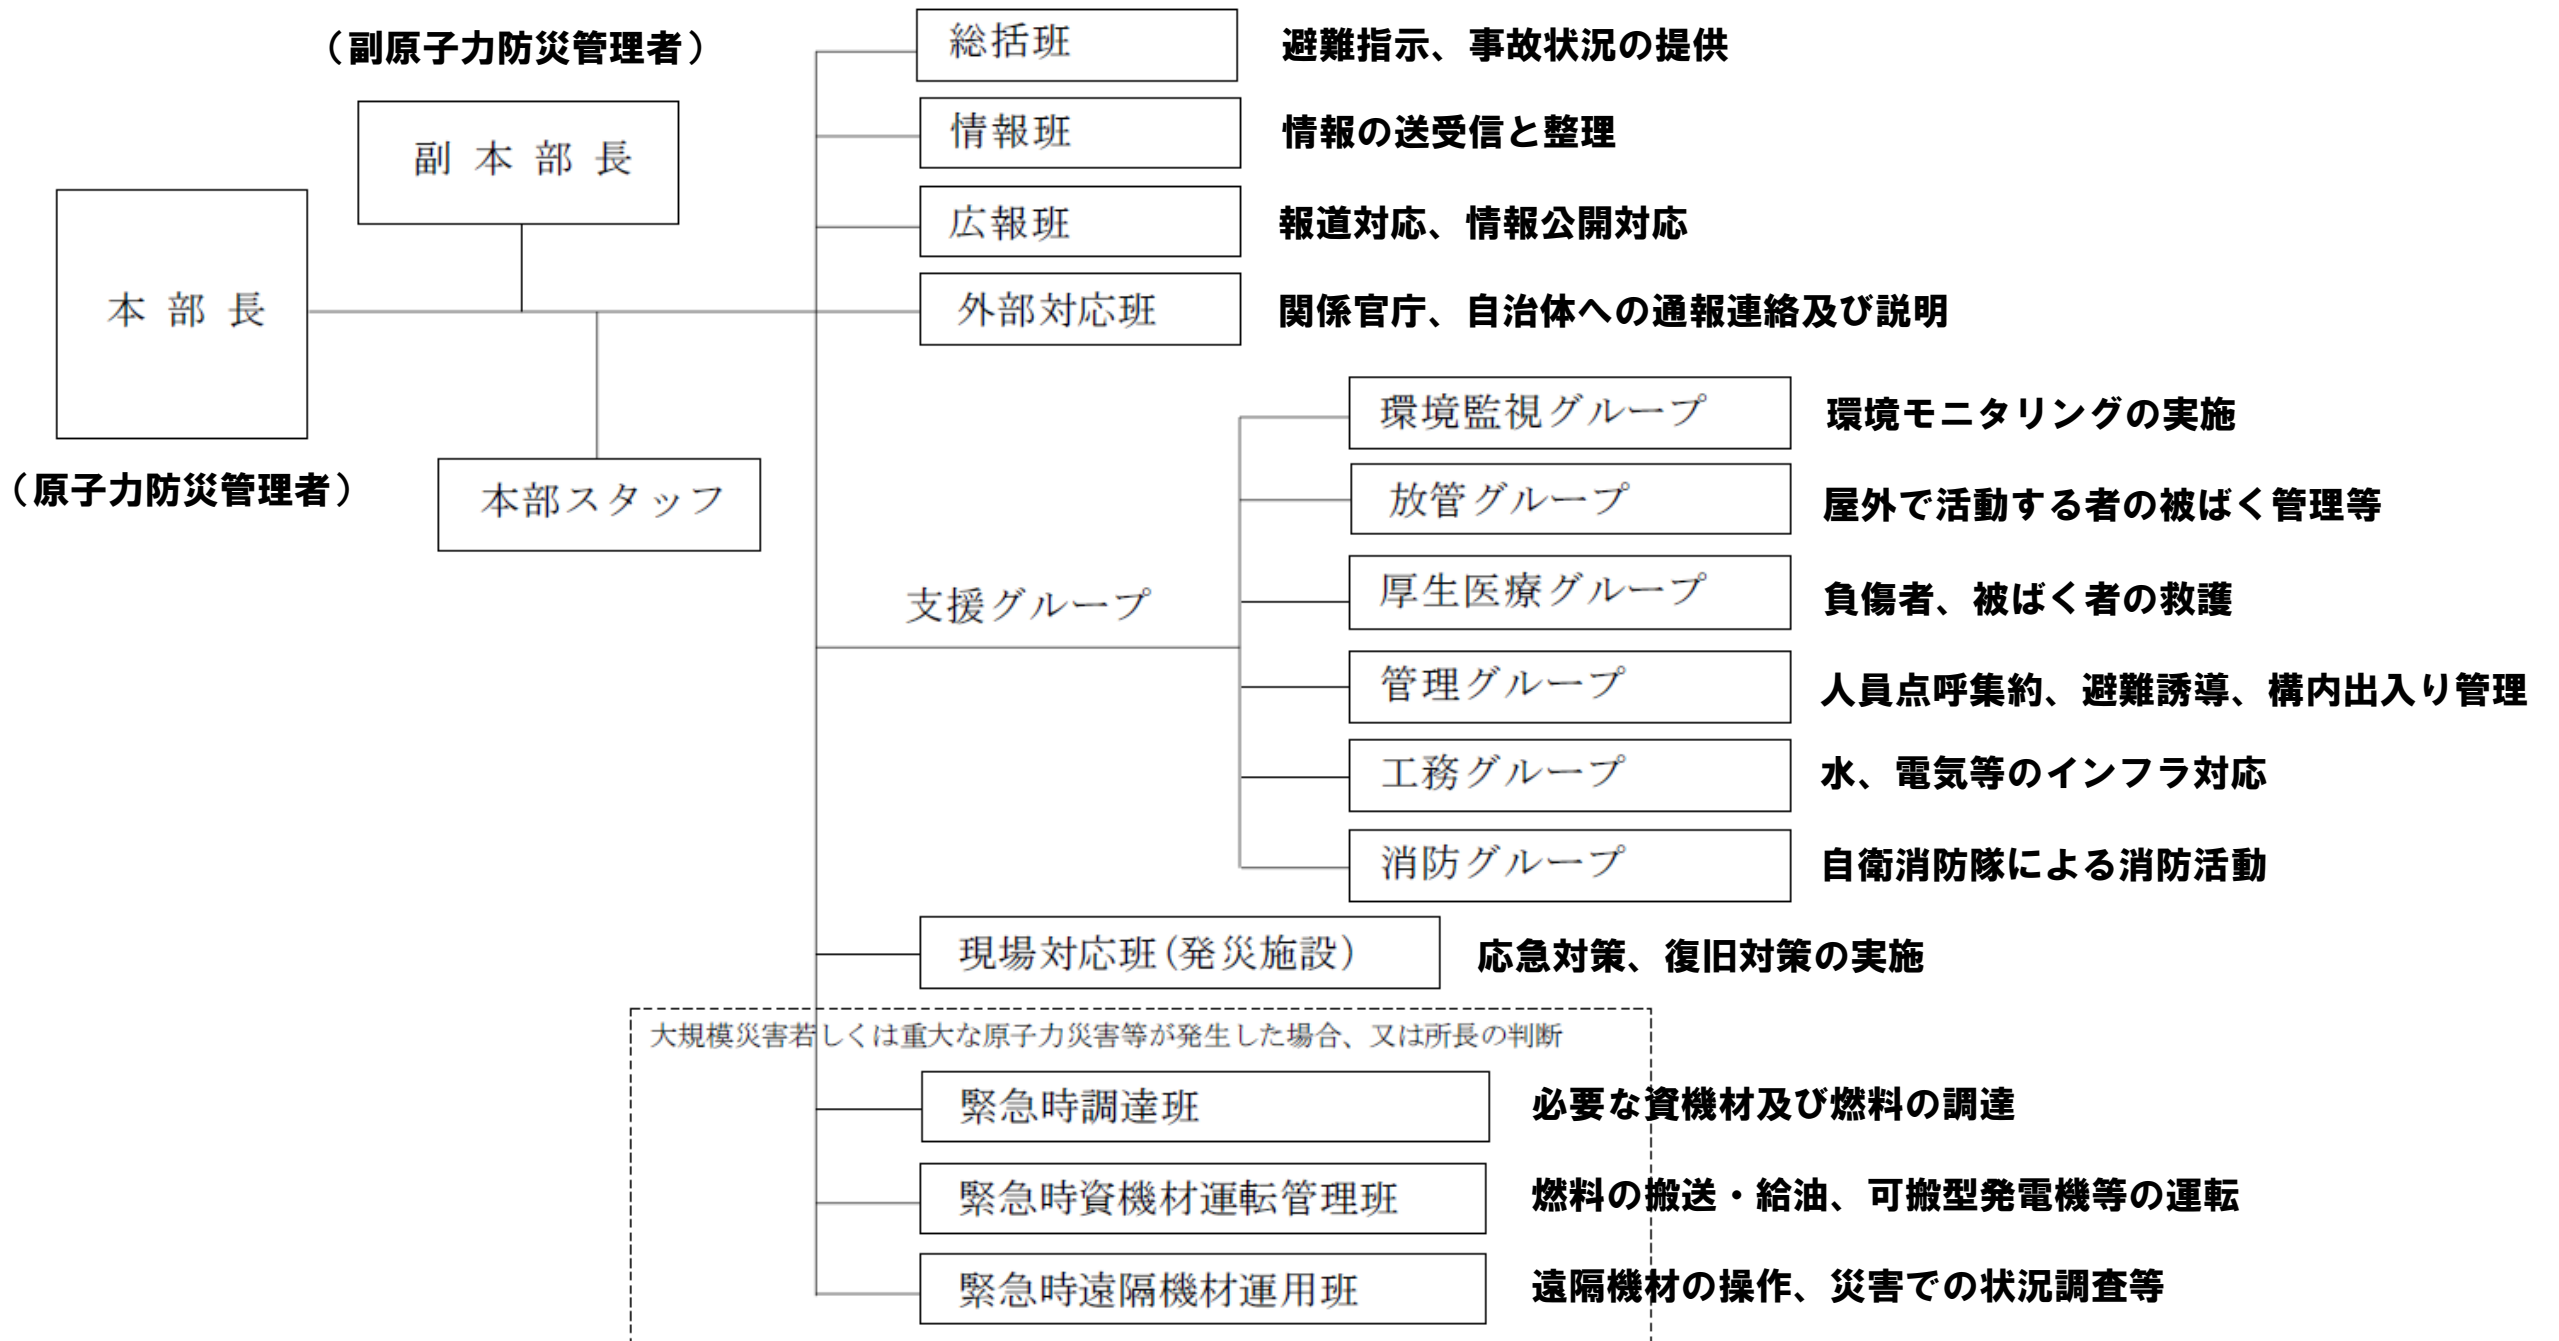 （副原子力防災管理者）
副本部長
本部長
（原子力防災管理者）
本部スタッフ
総括班
避難指示、事故状況の提供
情報班
情報の送受信と整理
広報班
報道対応、情報公開対応
外部対応班
関係官庁、自治体への通報連絡及び説明
支援グループ
環境監視グループ
環境モニタリングの実施
放管グループ
屋外で活動する者の被ばく管理等
厚生医療グループ
負傷者、被ばく者の救護
管理グループ
人員点呼集約、避難誘導、構内出入り管理
工務グループ
水、電気等のインフラ対応
消防グループ
自衛消防隊による消防活動
現場対応班(発災施設)
応急対策、復旧対策の実施
大規模災害若しくは重大な原子力災害等が発生した場合、又は所長の判断
緊急時調達班
必要な資機材及び燃料の調達
緊急時資機材運転管理班
燃料の搬送・給油、可搬型発電機等の運転
緊急時遠隔機材運用班
遠隔機材の操作、災害での状況調査等